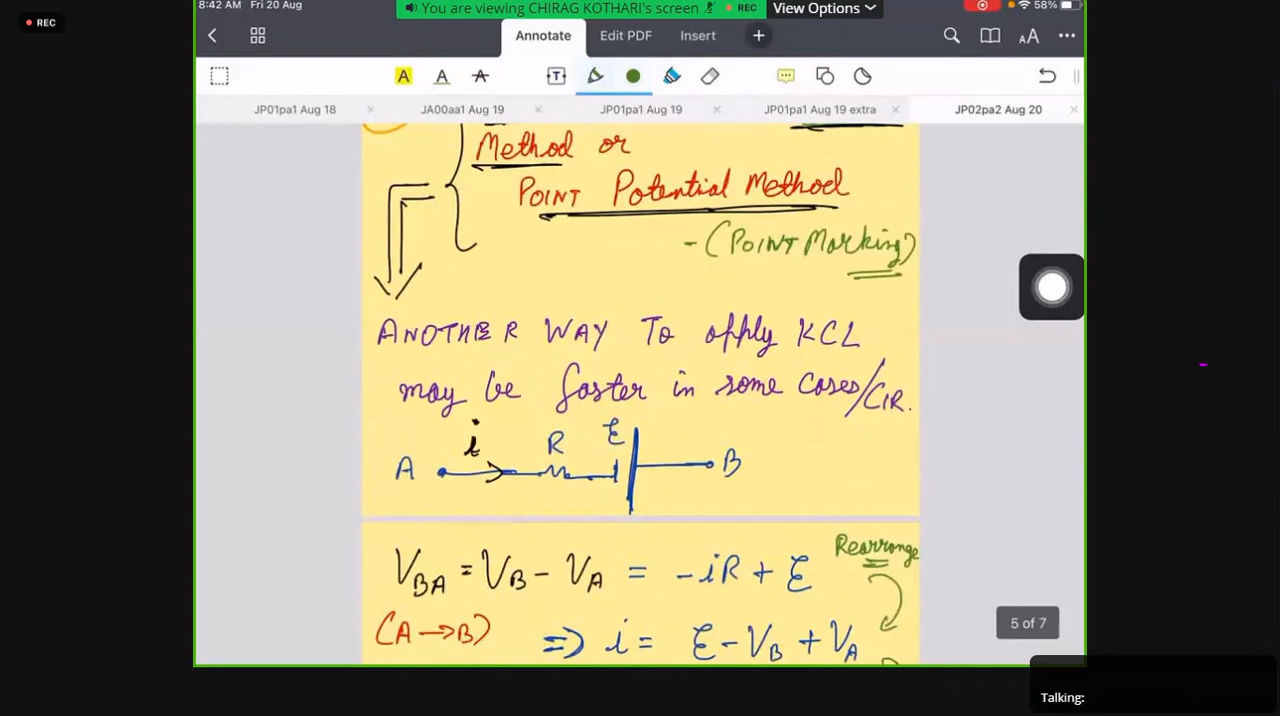 8:42 AM Fri 20 Aug
You are viewing CHIRAG KOTHARI's screen REC View Options
58%
REC
Annotate Edit PDF Insert +
A A A T
JP01pa1 Aug 18 × JA00aa1 Aug 19 × JP01pa1 Aug 19 × JP01pa1 Aug 19 extra × JP02pa2 Aug 20 ×
Method or
POINT Potential Method
- (POINT Marking)
ANOTHER WAY To apply KCL
may be faster in some cases/CIR.
i R ℰ
A B
V_BA = V_B - V_A = -iR + ℰ
Rearrange
(A → B) ⇒ i = ℰ - V_B + V_A
5 of 7
Talking: